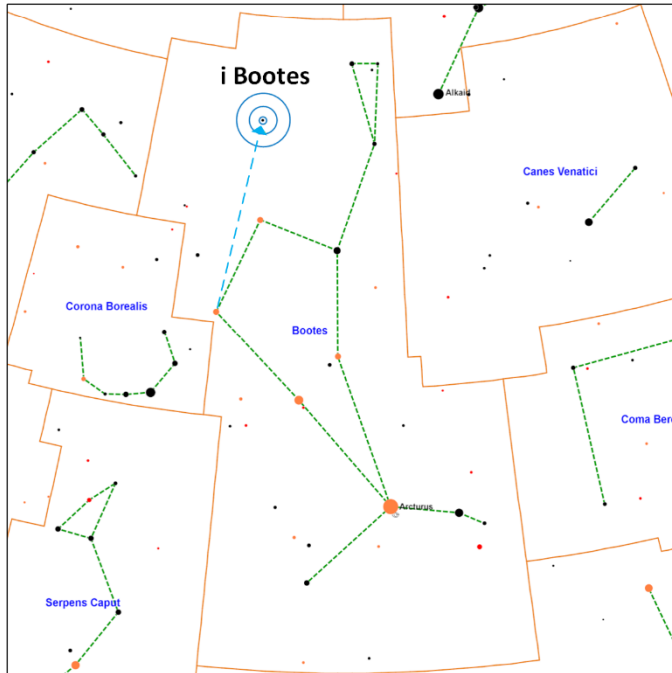 i Bootes
Alkaid
Canes Venatici
Corona Borealis
Bootes
Coma Bere
Arcturus
Serpens Caput